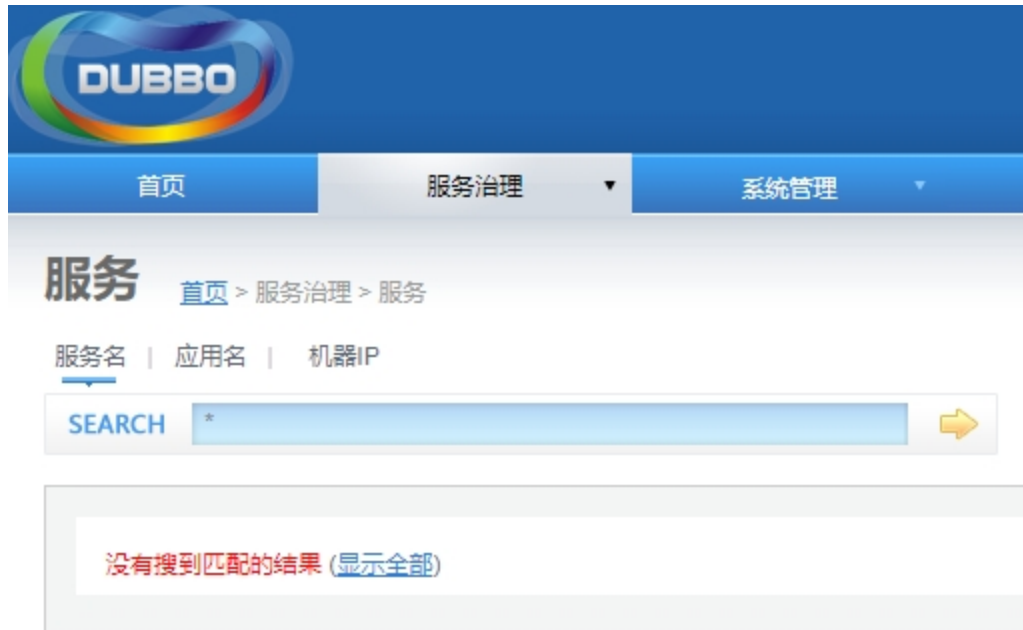 DUBBO
首页 服务治理 ▼ 系统管理 ▼
服务 首页 > 服务治理 > 服务
服务名 | 应用名 | 机器IP
SEARCH *
没有搜到匹配的结果 (显示全部)